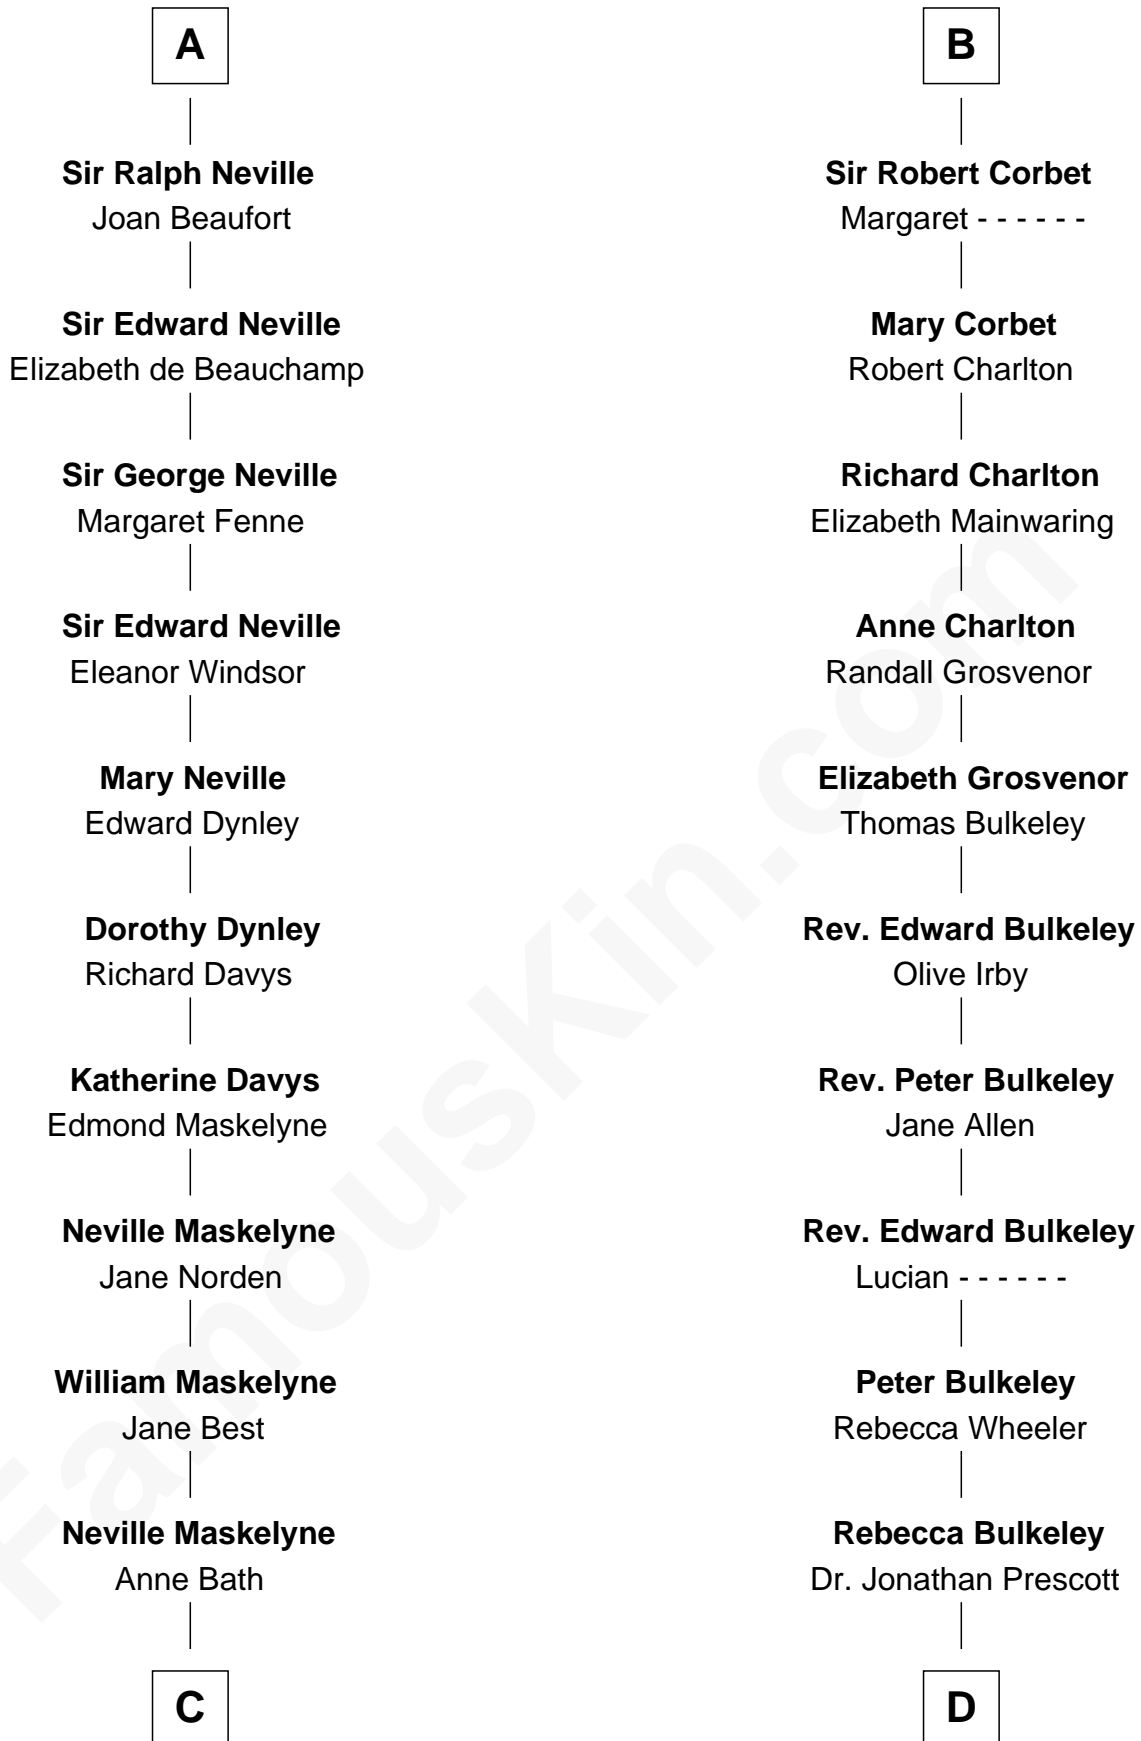 A
Sir Ralph Neville
Joan Beaufort
Sir Edward Neville
Elizabeth de Beauchamp
Sir George Neville
Margaret Fenne
Sir Edward Neville
Eleanor Windsor
Mary Neville
Edward Dynley
Dorothy Dynley
Richard Davys
Katherine Davys
Edmond Maskelyne
Neville Maskelyne
Jane Norden
William Maskelyne
Jane Best
Neville Maskelyne
Anne Bath
C
B
Sir Robert Corbet
Margaret - - - - - -
Mary Corbet
Robert Charlton
Richard Charlton
Elizabeth Mainwaring
Anne Charlton
Randall Grosvenor
Elizabeth Grosvenor
Thomas Bulkeley
Rev. Edward Bulkeley
Olive Irby
Rev. Peter Bulkeley
Jane Allen
Rev. Edward Bulkeley
Lucian - - - - - -
Peter Bulkeley
Rebecca Wheeler
Rebecca Bulkeley
Dr. Jonathan Prescott
D
FamousKin.com